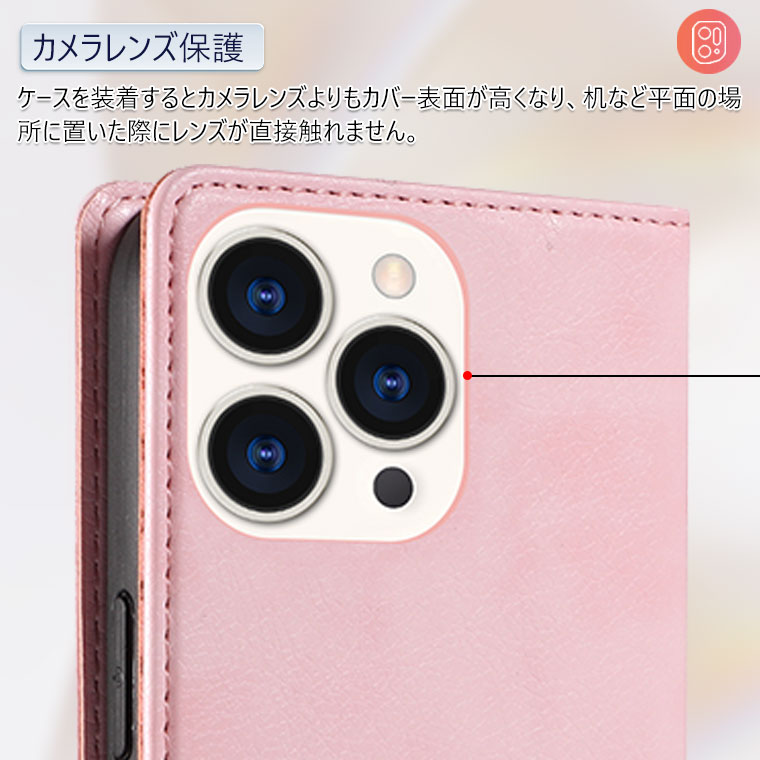 カメラレンズ保護
ケースを装着するとカメラレンズよりもカバー表面が高くなり、机など平面の場
所に置いた際にレンズが直接触れません。